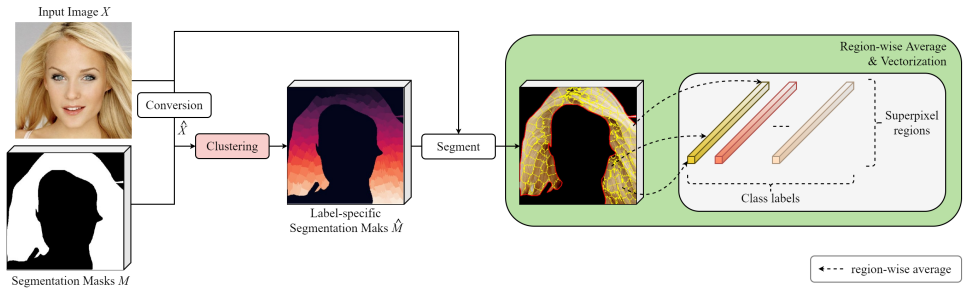 Input Image X
Conversion
X̂
Clustering
Segmentation Masks M
Label-specific
Segmentation Maks M̂
Segment
Region-wise Average
& Vectorization
Superpixel
regions
Class labels
region-wise average